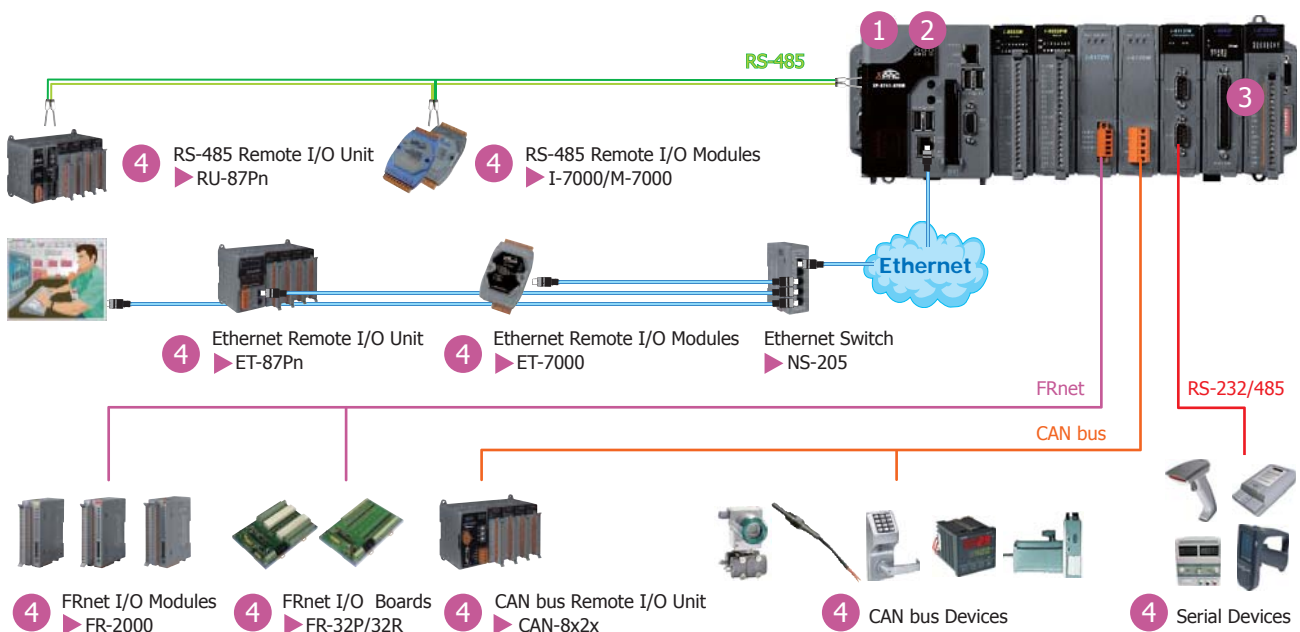 1
2
RS-485
3
4
RS-485 Remote I/O Unit
RU-87Pn
4
RS-485 Remote I/O Modules
I-7000/M-7000
Ethernet
4
Ethernet Remote I/O Unit
ET-87Pn
4
Ethernet Remote I/O Modules
ET-7000
Ethernet Switch
NS-205
FRnet
RS-232/485
CAN bus
4
FRnet I/O Modules
FR-2000
4
FRnet I/O Boards
FR-32P/32R
4
CAN bus Remote I/O Unit
CAN-8x2x
4
CAN bus Devices
4
Serial Devices